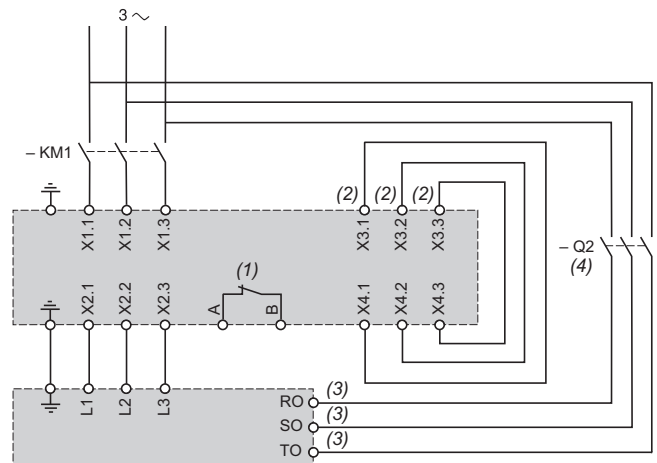 3 ~
– KM1
(2) (2) (2)
X1.1 X1.2 X1.3 X3.1 X3.2 X3.3
– Q2
(4)
(1)
X2.1 X2.2 X2.3 A B X4.1 X4.2 X4.3
L1 L2 L3
RO (3)
SO (3)
TO (3)